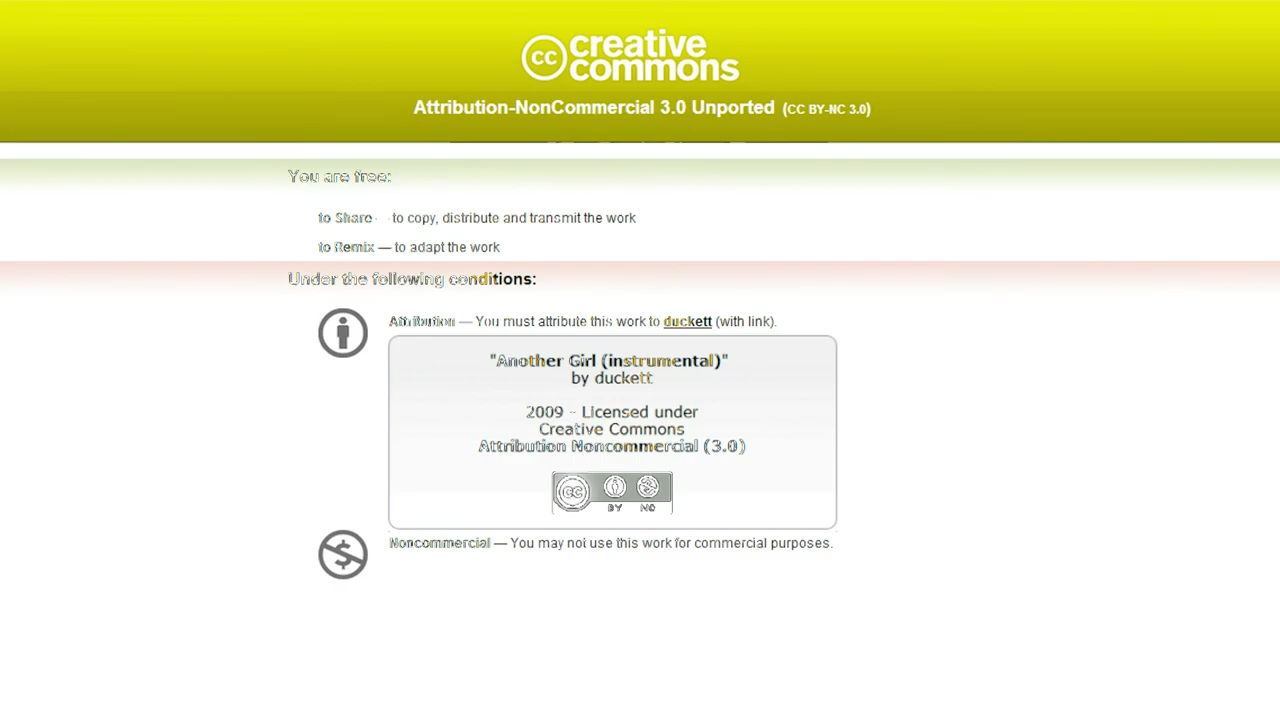 cc creative
commons
Attribution-NonCommercial 3.0 Unported (CC BY-NC 3.0)
You are free:
to Share — to copy, distribute and transmit the work
to Remix — to adapt the work
Under the following conditions:
Attribution — You must attribute this work to duckett (with link).
"Another Girl (instrumental)"
by duckett
2009 - Licensed under
Creative Commons
Attribution Noncommercial (3.0)
cc
BY NC
Noncommercial — You may not use this work for commercial purposes.